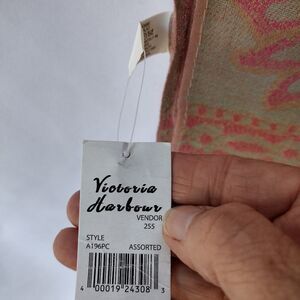 Victoria
Harbour
VENDOR
255
STYLE
A196PC ASSORTED
4 00019 24308 3